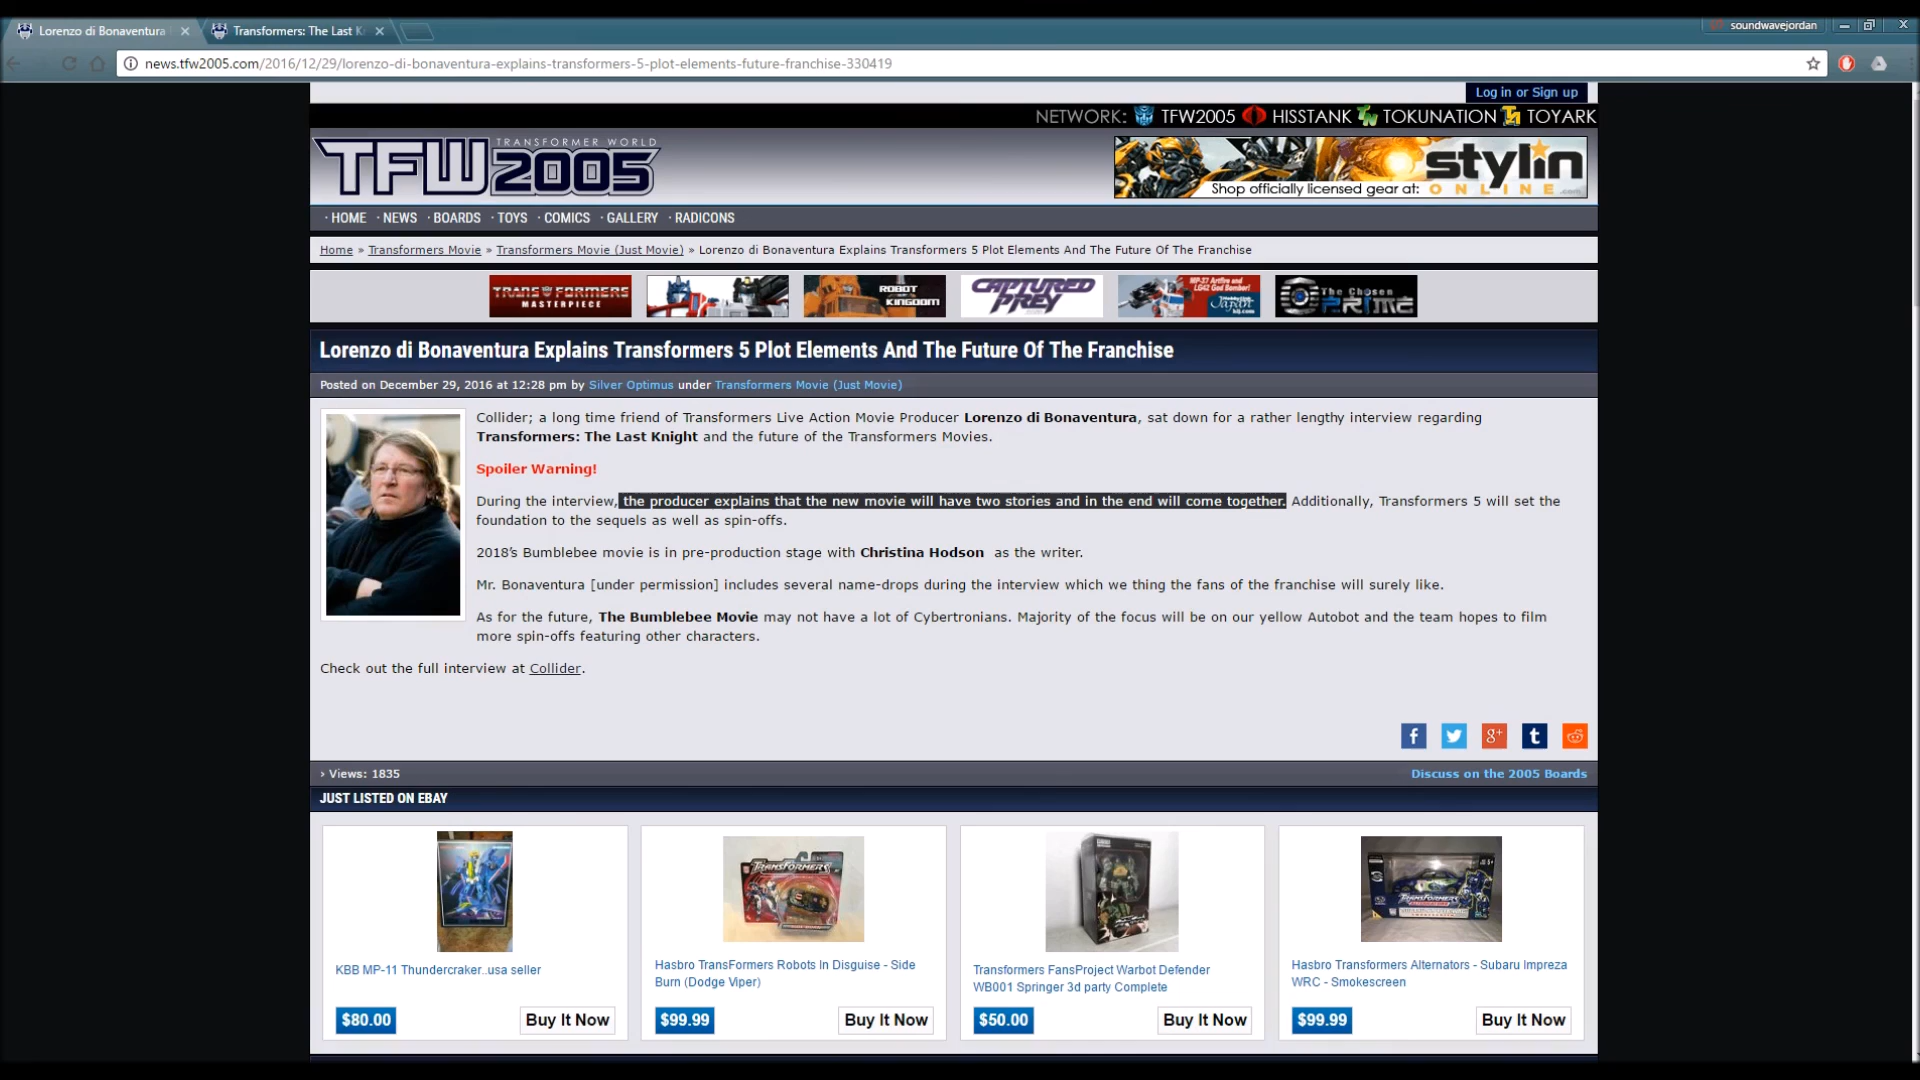 Lorenzo di Bonaventura
Transformers: The Last K
soundwavejordan
news.tfw2005.com/2016/12/29/lorenzo-di-bonaventura-explains-transformers-5-plot-elements-future-franchise-330419
Log in or Sign up
NETWORK: TFW2005 HISSTANK TOKUNATION TOYARK
TRANSFORMER WORLD
TFW2005
stylin
Shop officially licensed gear at: ONLINE.com
· HOME · NEWS · BOARDS · TOYS · COMICS · GALLERY · RADICONS
Home » Transformers Movie » Transformers Movie (Just Movie) » Lorenzo di Bonaventura Explains Transformers 5 Plot Elements And The Future Of The Franchise
TRANSFORMERS
MASTERPIECE
ROBOT
KINGDOM
CAPTURED
PREY
MP-37 Artfire and
LG42 God Bomber!
Japan
hlj.com
The Chosen
PRIME
Lorenzo di Bonaventura Explains Transformers 5 Plot Elements And The Future Of The Franchise
Posted on December 29, 2016 at 12:28 pm by Silver Optimus under Transformers Movie (Just Movie)
Collider; a long time friend of Transformers Live Action Movie Producer Lorenzo di Bonaventura, sat down for a rather lengthy interview regarding
Transformers: The Last Knight and the future of the Transformers Movies.
Spoiler Warning!
During the interview, the producer explains that the new movie will have two stories and in the end will come together. Additionally, Transformers 5 will set the
foundation to the sequels as well as spin-offs.
2018's Bumblebee movie is in pre-production stage with Christina Hodson as the writer.
Mr. Bonaventura [under permission] includes several name-drops during the interview which we thing the fans of the franchise will surely like.
As for the future, The Bumblebee Movie may not have a lot of Cybertronians. Majority of the focus will be on our yellow Autobot and the team hopes to film
more spin-offs featuring other characters.
Check out the full interview at Collider.
› Views: 1835
Discuss on the 2005 Boards
JUST LISTED ON EBAY
KBB MP-11 Thundercraker..usa seller
$80.00 Buy It Now
Hasbro TransFormers Robots In Disguise - Side
Burn (Dodge Viper)
$99.99 Buy It Now
Transformers FansProject Warbot Defender
WB001 Springer 3d party Complete
$50.00 Buy It Now
Hasbro Transformers Alternators - Subaru Impreza
WRC - Smokescreen
$99.99 Buy It Now